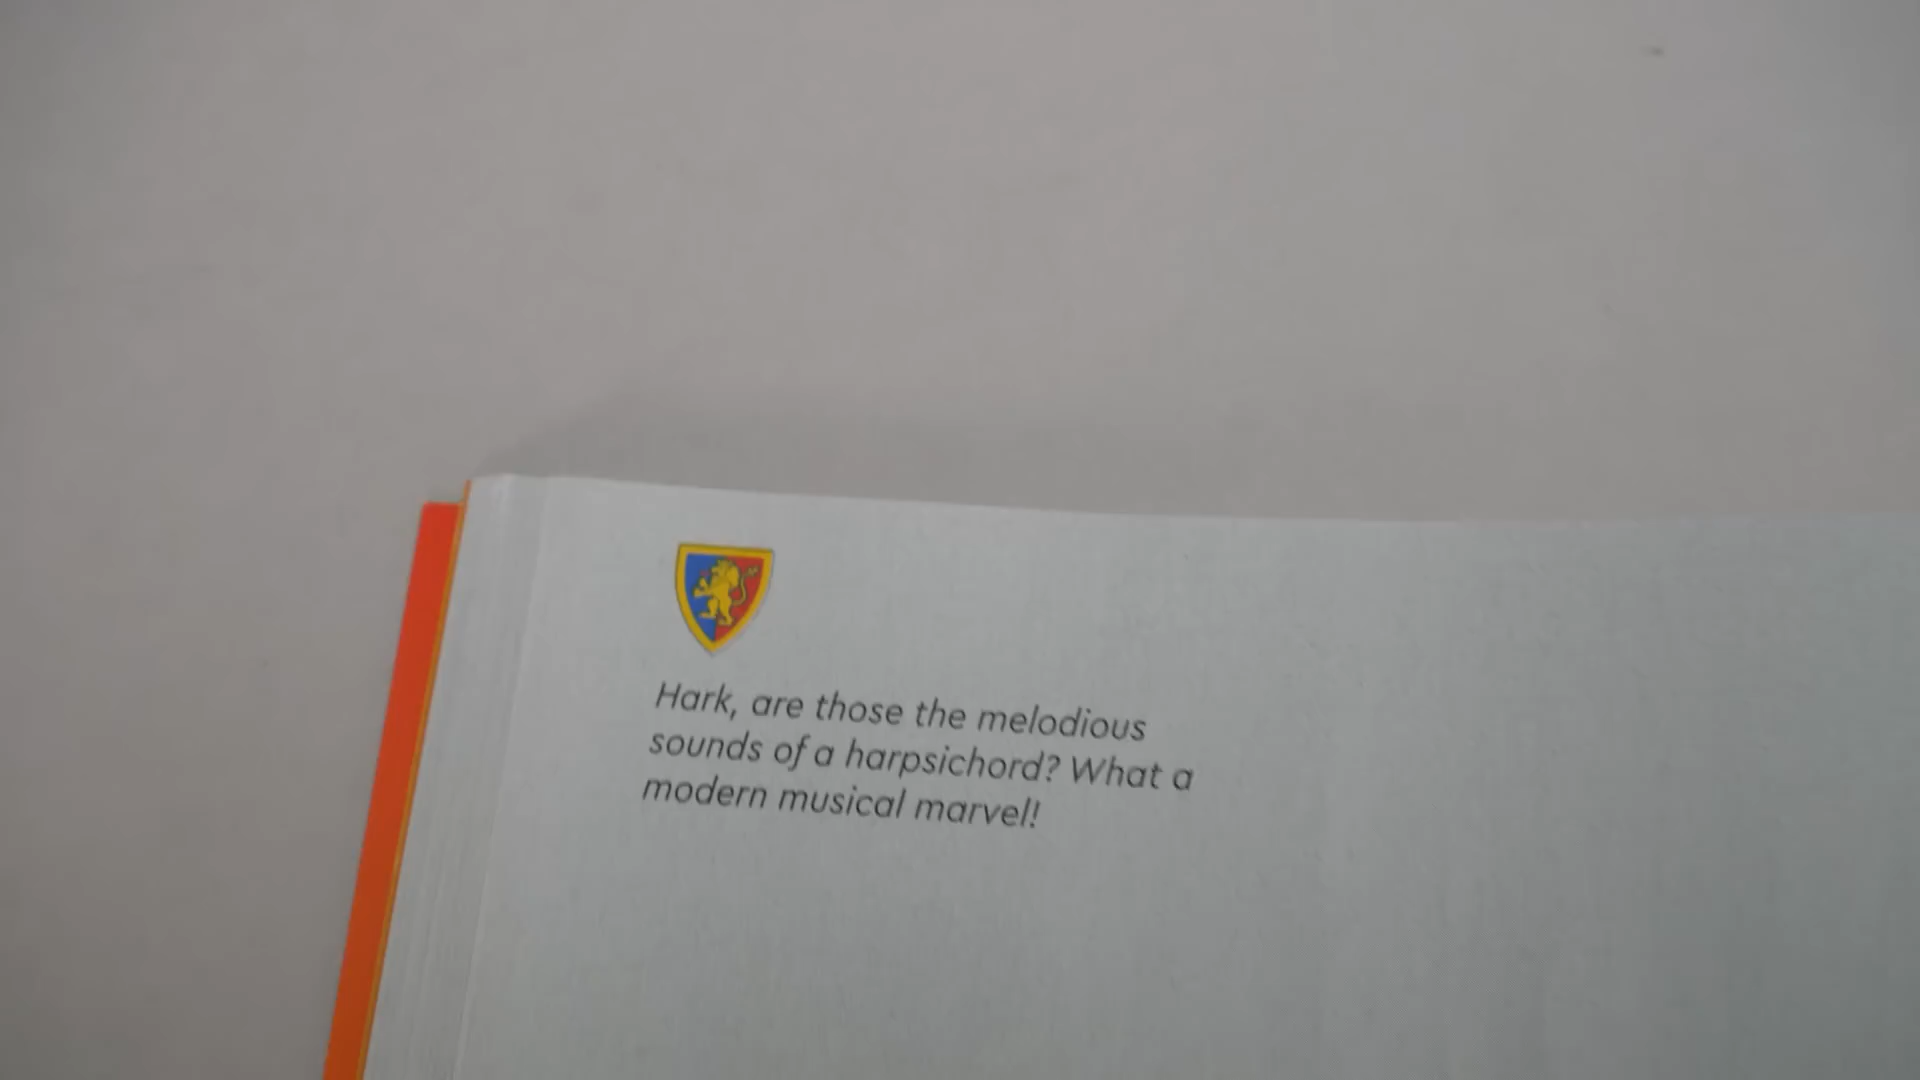 Hark, are those the melodious
sounds of a harpsichord? What a
modern musical marvel!